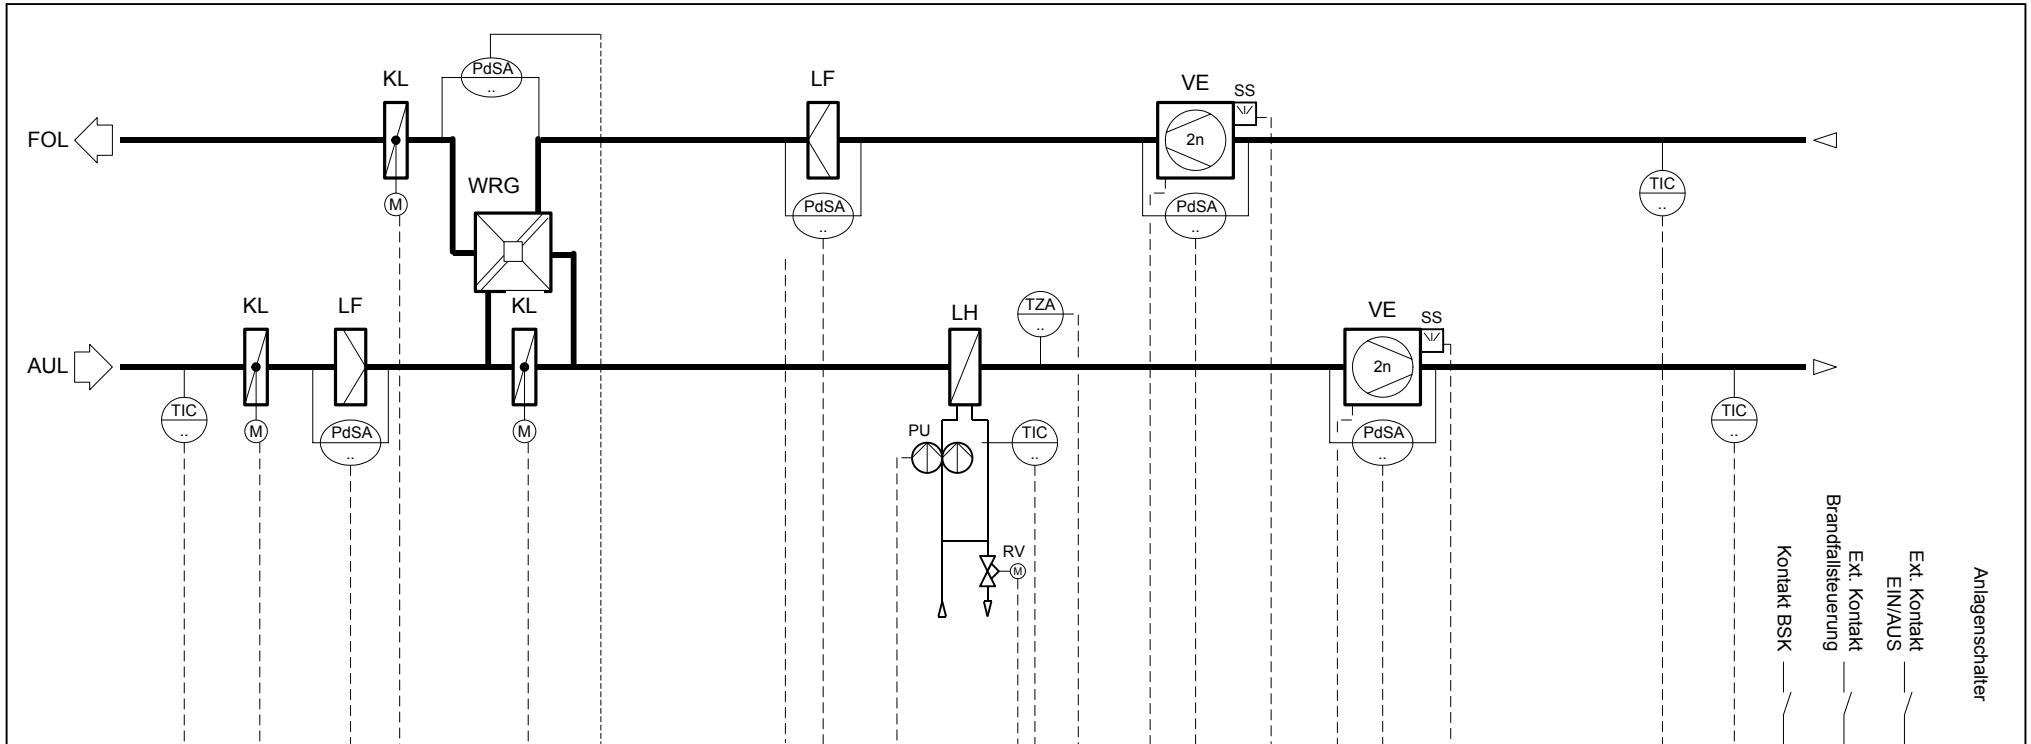 PdSA
..
KL
LF
VE
SS
FOL
2n
WRG
TIC
..
M
PdSA
..
PdSA
..
KL
LF
KL
LH
TZA
..
VE
SS
AUL
2n
TIC
..
M
PdSA
..
M
PU
TIC
..
PdSA
..
TIC
..
RV
M
Kontakt BSK
Ext. Kontakt
Brandfallsteuerung
Ext. Kontakt
EIN/AUS
Anlagenschalter